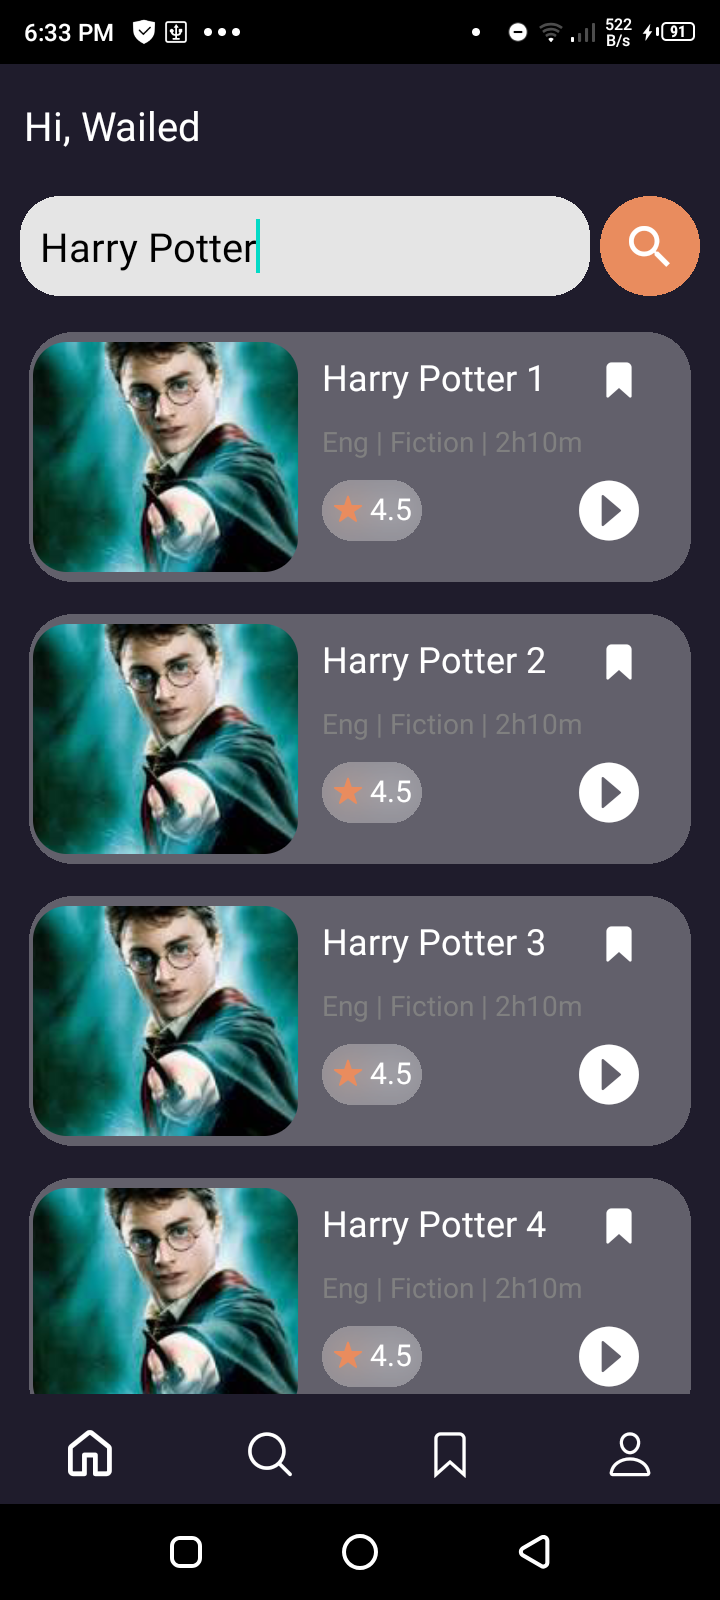 6:33 PM
522
B/s
91
Hi, Wailed
Harry Potter
Harry Potter 1
Eng | Fiction | 2h10m
4.5
Harry Potter 2
Eng | Fiction | 2h10m
4.5
Harry Potter 3
Eng | Fiction | 2h10m
4.5
Harry Potter 4
Eng | Fiction | 2h10m
4.5